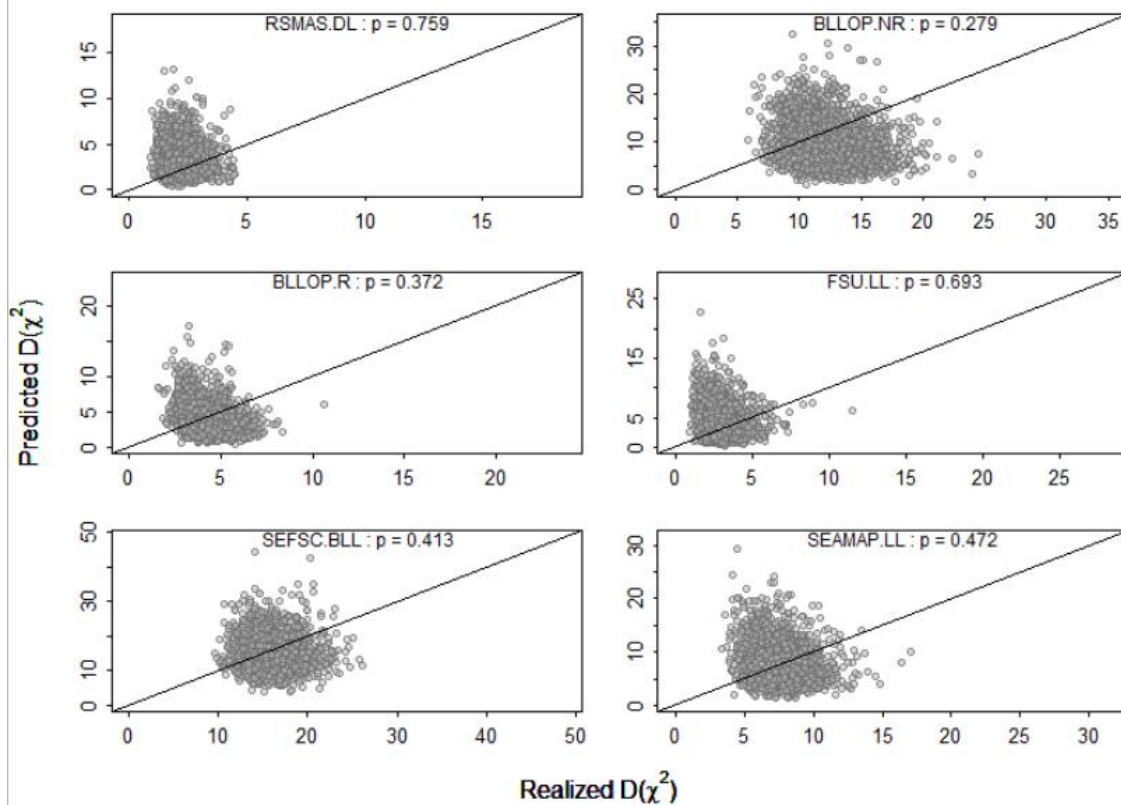 RSMAS.DL : p = 0.759
15
10
5
0
0 5 10 15
BLLOP.NR : p = 0.279
30
20
10
0
0 5 10 15 20 25 30 35
BLLOP.R : p = 0.372
20
15
10
5
0
0 5 10 15 20
FSU.LL : p = 0.693
25
15
5
0
0 5 10 15 20 25
SEFSC.BLL : p = 0.413
50
30
10
0
0 10 20 30 40 50
SEAMAP.LL : p = 0.472
30
20
10
0
0 5 10 15 20 25 30
Predicted D(χ²)
Realized D(χ²)